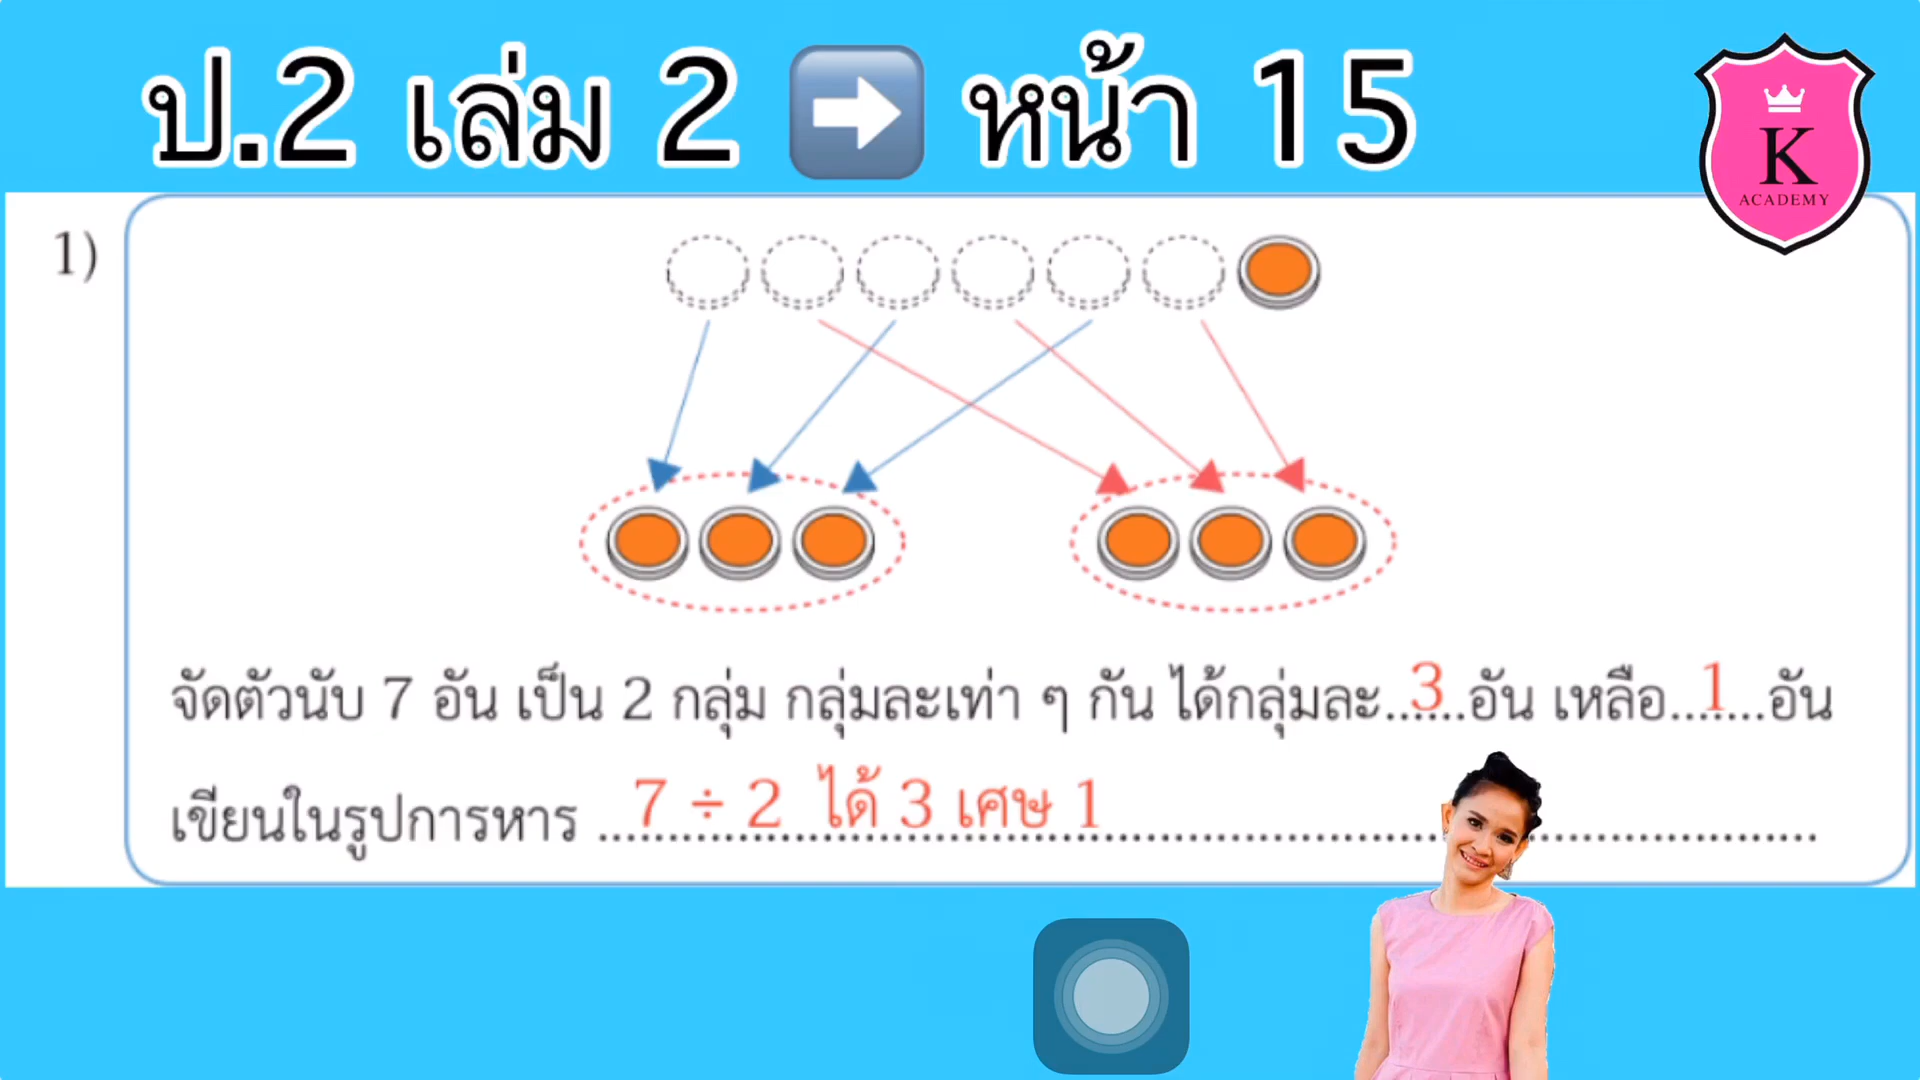 ป.2 เล่ม 2 ➡ หน้า 15
K
ACADEMY
1)
จัดตัวนับ 7 อัน เป็น 2 กลุ่ม กลุ่มละเท่า ๆ กัน ได้กลุ่มละ..3...อัน เหลือ..1....อัน
เขียนในรูปการหาร ...7 ÷ 2 ได้ 3 เศษ 1...